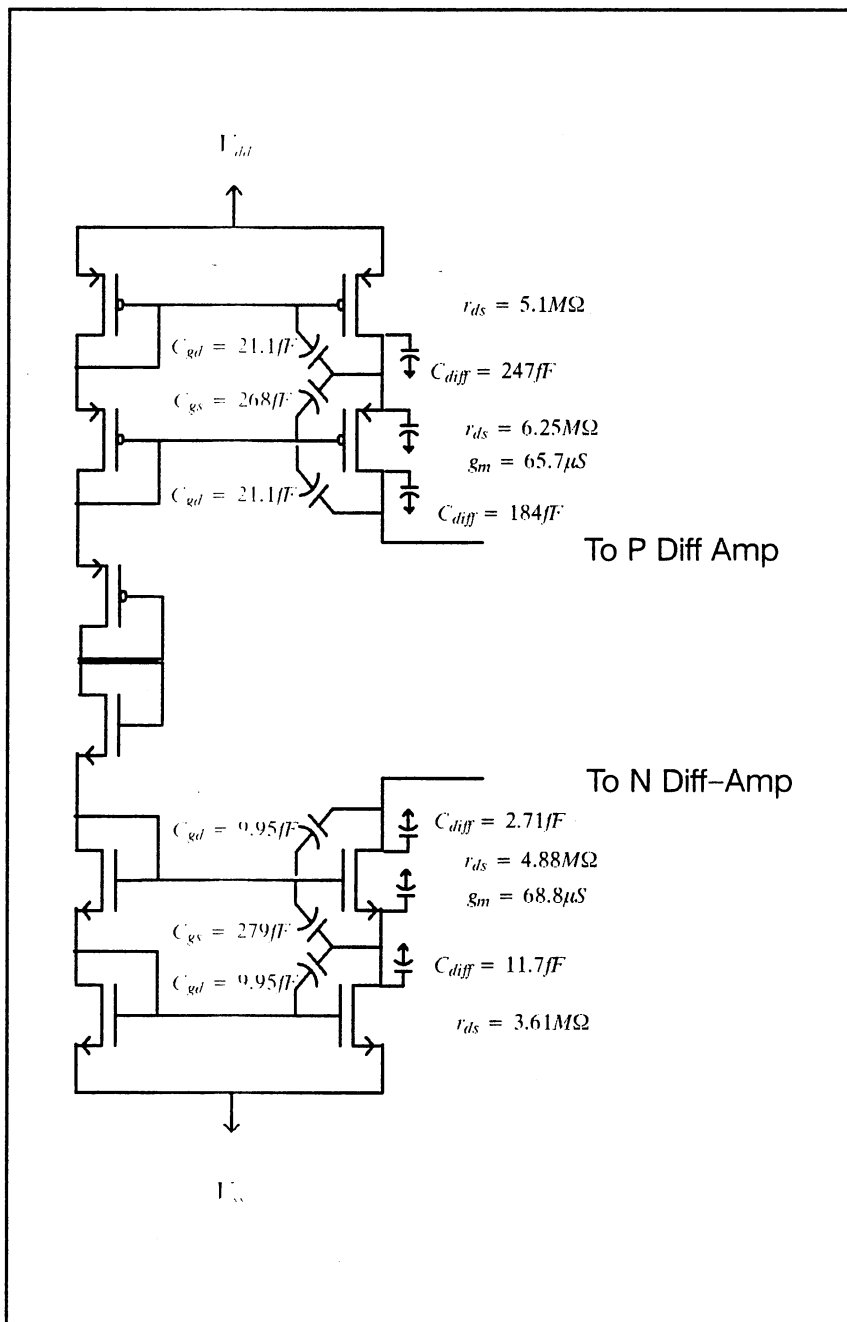 V_dd
r_ds = 5.1MΩ
C_gd = 21.1fF
C_diff = 247fF
C_gs = 268fF
r_ds = 6.25MΩ
g_m = 65.7μS
C_gd = 21.1fF
C_diff = 184fF
To P Diff Amp
To N Diff-Amp
C_gd = 9.95fF
C_diff = 2.71fF
r_ds = 4.88MΩ
g_m = 68.8μS
C_gs = 279fF
C_diff = 11.7fF
C_gd = 9.95fF
r_ds = 3.61MΩ